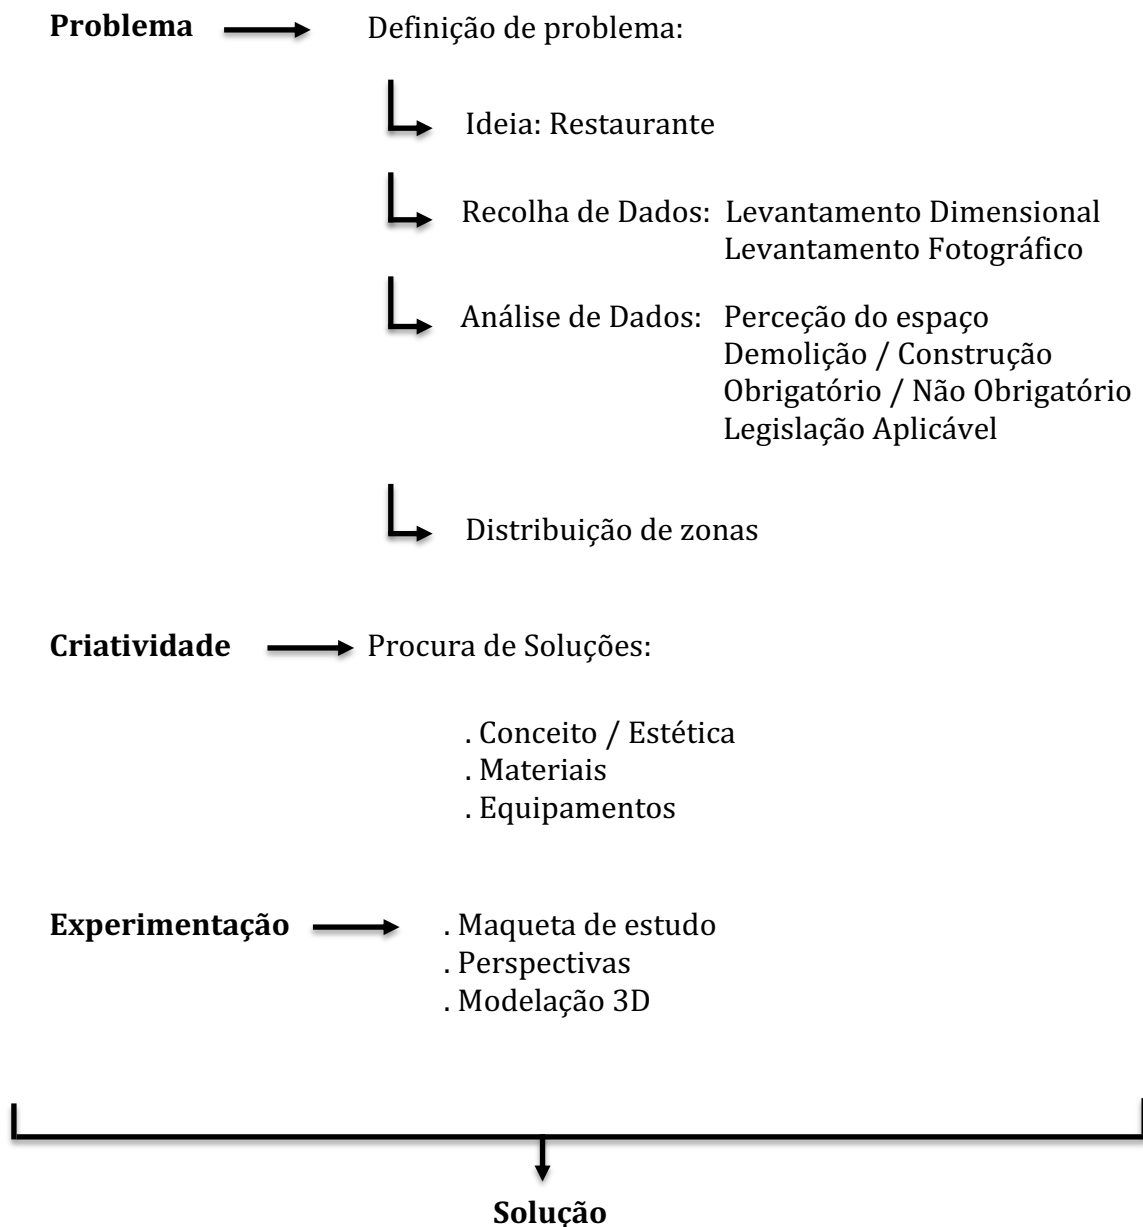 Problema Definição de problema:
Ideia: Restaurante
Recolha de Dados: Levantamento Dimensional
Levantamento Fotográfico
Análise de Dados: Perceção do espaço
Demolição / Construção
Obrigatório / Não Obrigatório
Legislação Aplicável
Distribuição de zonas
Criatividade Procura de Soluções:
. Conceito / Estética
. Materiais
. Equipamentos
Experimentação . Maqueta de estudo
. Perspectivas
. Modelação 3D
Solução